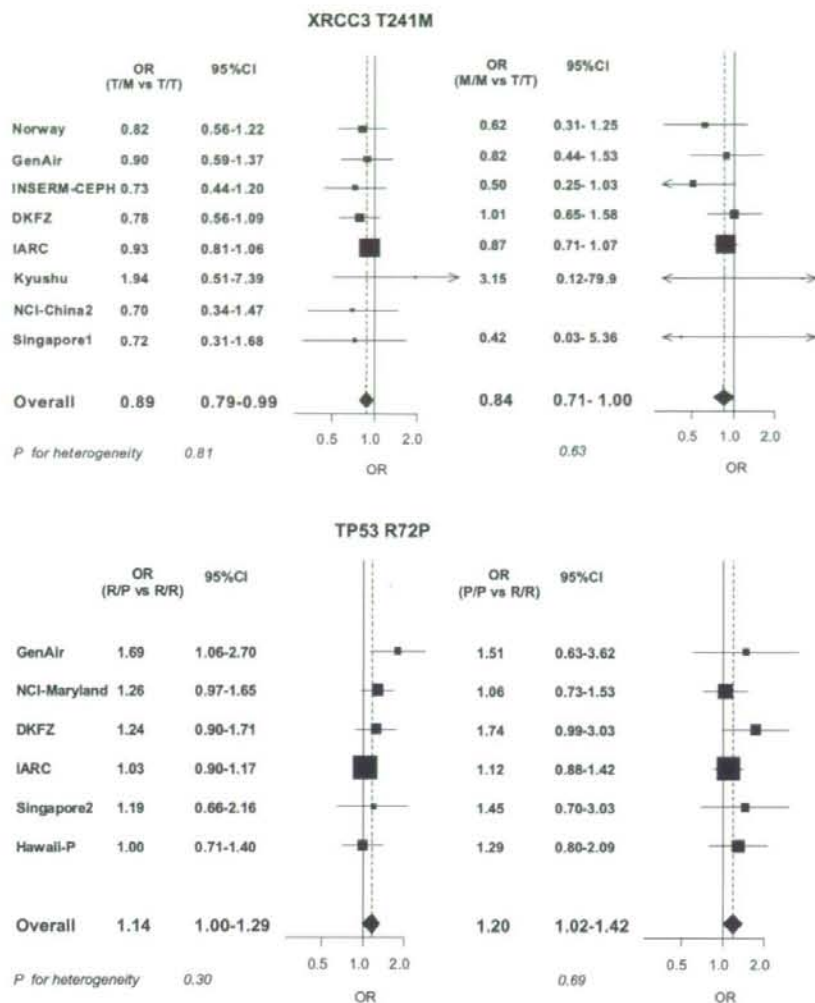 XRCC3 T241M
OR 95%CI OR 95%CI
(T/M vs T/T) (M/M vs T/T)
Norway 0.82 0.56-1.22 0.62 0.31- 1.25
GenAir 0.90 0.59-1.37 0.82 0.44- 1.53
INSERM-CEPH 0.73 0.44-1.20 0.50 0.25- 1.03
DKFZ 0.78 0.56-1.09 1.01 0.65- 1.58
IARC 0.93 0.81-1.06 0.87 0.71- 1.07
Kyushu 1.94 0.51-7.39 3.15 0.12-79.9
NCI-China2 0.70 0.34-1.47
Singapore1 0.72 0.31-1.68 0.42 0.03- 5.36
Overall 0.89 0.79-0.99 0.84 0.71- 1.00
0.5 1.0 2.0 0.5 1.0 2.0
P for heterogeneity 0.81 0.63
OR OR
TP53 R72P
OR 95%CI OR 95%CI
(R/P vs R/R) (P/P vs R/R)
GenAir 1.69 1.06-2.70 1.51 0.63-3.62
NCI-Maryland 1.26 0.97-1.65 1.06 0.73-1.53
DKFZ 1.24 0.90-1.71 1.74 0.99-3.03
IARC 1.03 0.90-1.17 1.12 0.88-1.42
Singapore2 1.19 0.66-2.16 1.45 0.70-3.03
Hawaii-P 1.00 0.71-1.40 1.29 0.80-2.09
Overall 1.14 1.00-1.29 1.20 1.02-1.42
0.5 1.0 2.0 0.5 1.0 2.0
P for heterogeneity 0.30 0.69
OR OR